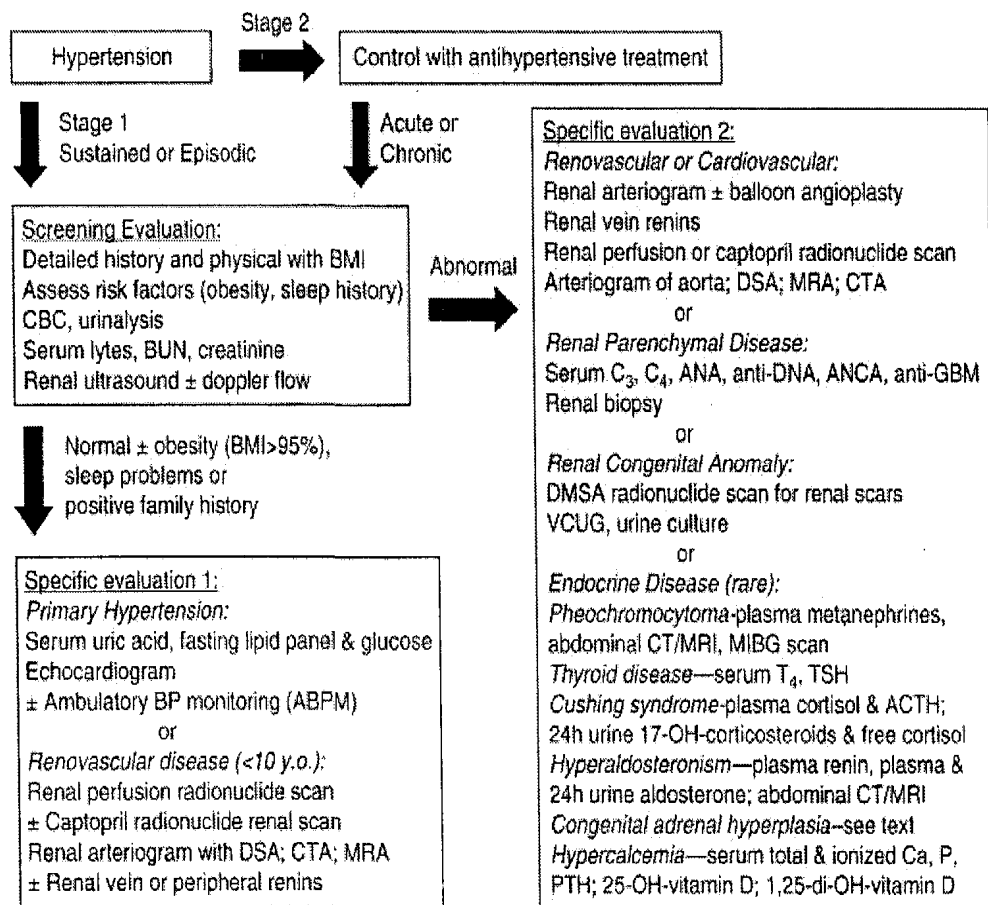 Stage 2
Hypertension
Control with antihypertensive treatment
Stage 1
Sustained or Episodic
Acute or
Chronic
Screening Evaluation:
Detailed history and physical with BMI
Assess risk factors (obesity, sleep history)
CBC, urinalysis
Serum lytes, BUN, creatinine
Renal ultrasound ± doppler flow
Abnormal
Normal ± obesity (BMI>95%),
sleep problems or
positive family history
Specific evaluation 1:
Primary Hypertension:
Serum uric acid, fasting lipid panel & glucose
Echocardiogram
± Ambulatory BP monitoring (ABPM)
or
Renovascular disease (<10 y.o.):
Renal perfusion radionuclide scan
± Captopril radionuclide renal scan
Renal arteriogram with DSA; CTA; MRA
± Renal vein or peripheral renins
Specific evaluation 2:
Renovascular or Cardiovascular:
Renal arteriogram ± balloon angioplasty
Renal vein renins
Renal perfusion or captopril radionuclide scan
Arteriogram of aorta; DSA; MRA; CTA
or
Renal Parenchymal Disease:
Serum C₃, C₄, ANA, anti-DNA, ANCA, anti-GBM
Renal biopsy
or
Renal Congenital Anomaly:
DMSA radionuclide scan for renal scars
VCUG, urine culture
or
Endocrine Disease (rare):
Pheochromocytoma-plasma metanephrines,
abdominal CT/MRI, MIBG scan
Thyroid disease—serum T₄, TSH
Cushing syndrome-plasma cortisol & ACTH;
24h urine 17-OH-corticosteroids & free cortisol
Hyperaldosteronism—plasma renin, plasma &
24h urine aldosterone; abdominal CT/MRI
Congenital adrenal hyperplasia–see text
Hypercalcemia—serum total & ionized Ca, P,
PTH; 25-OH-vitamin D; 1,25-di-OH-vitamin D